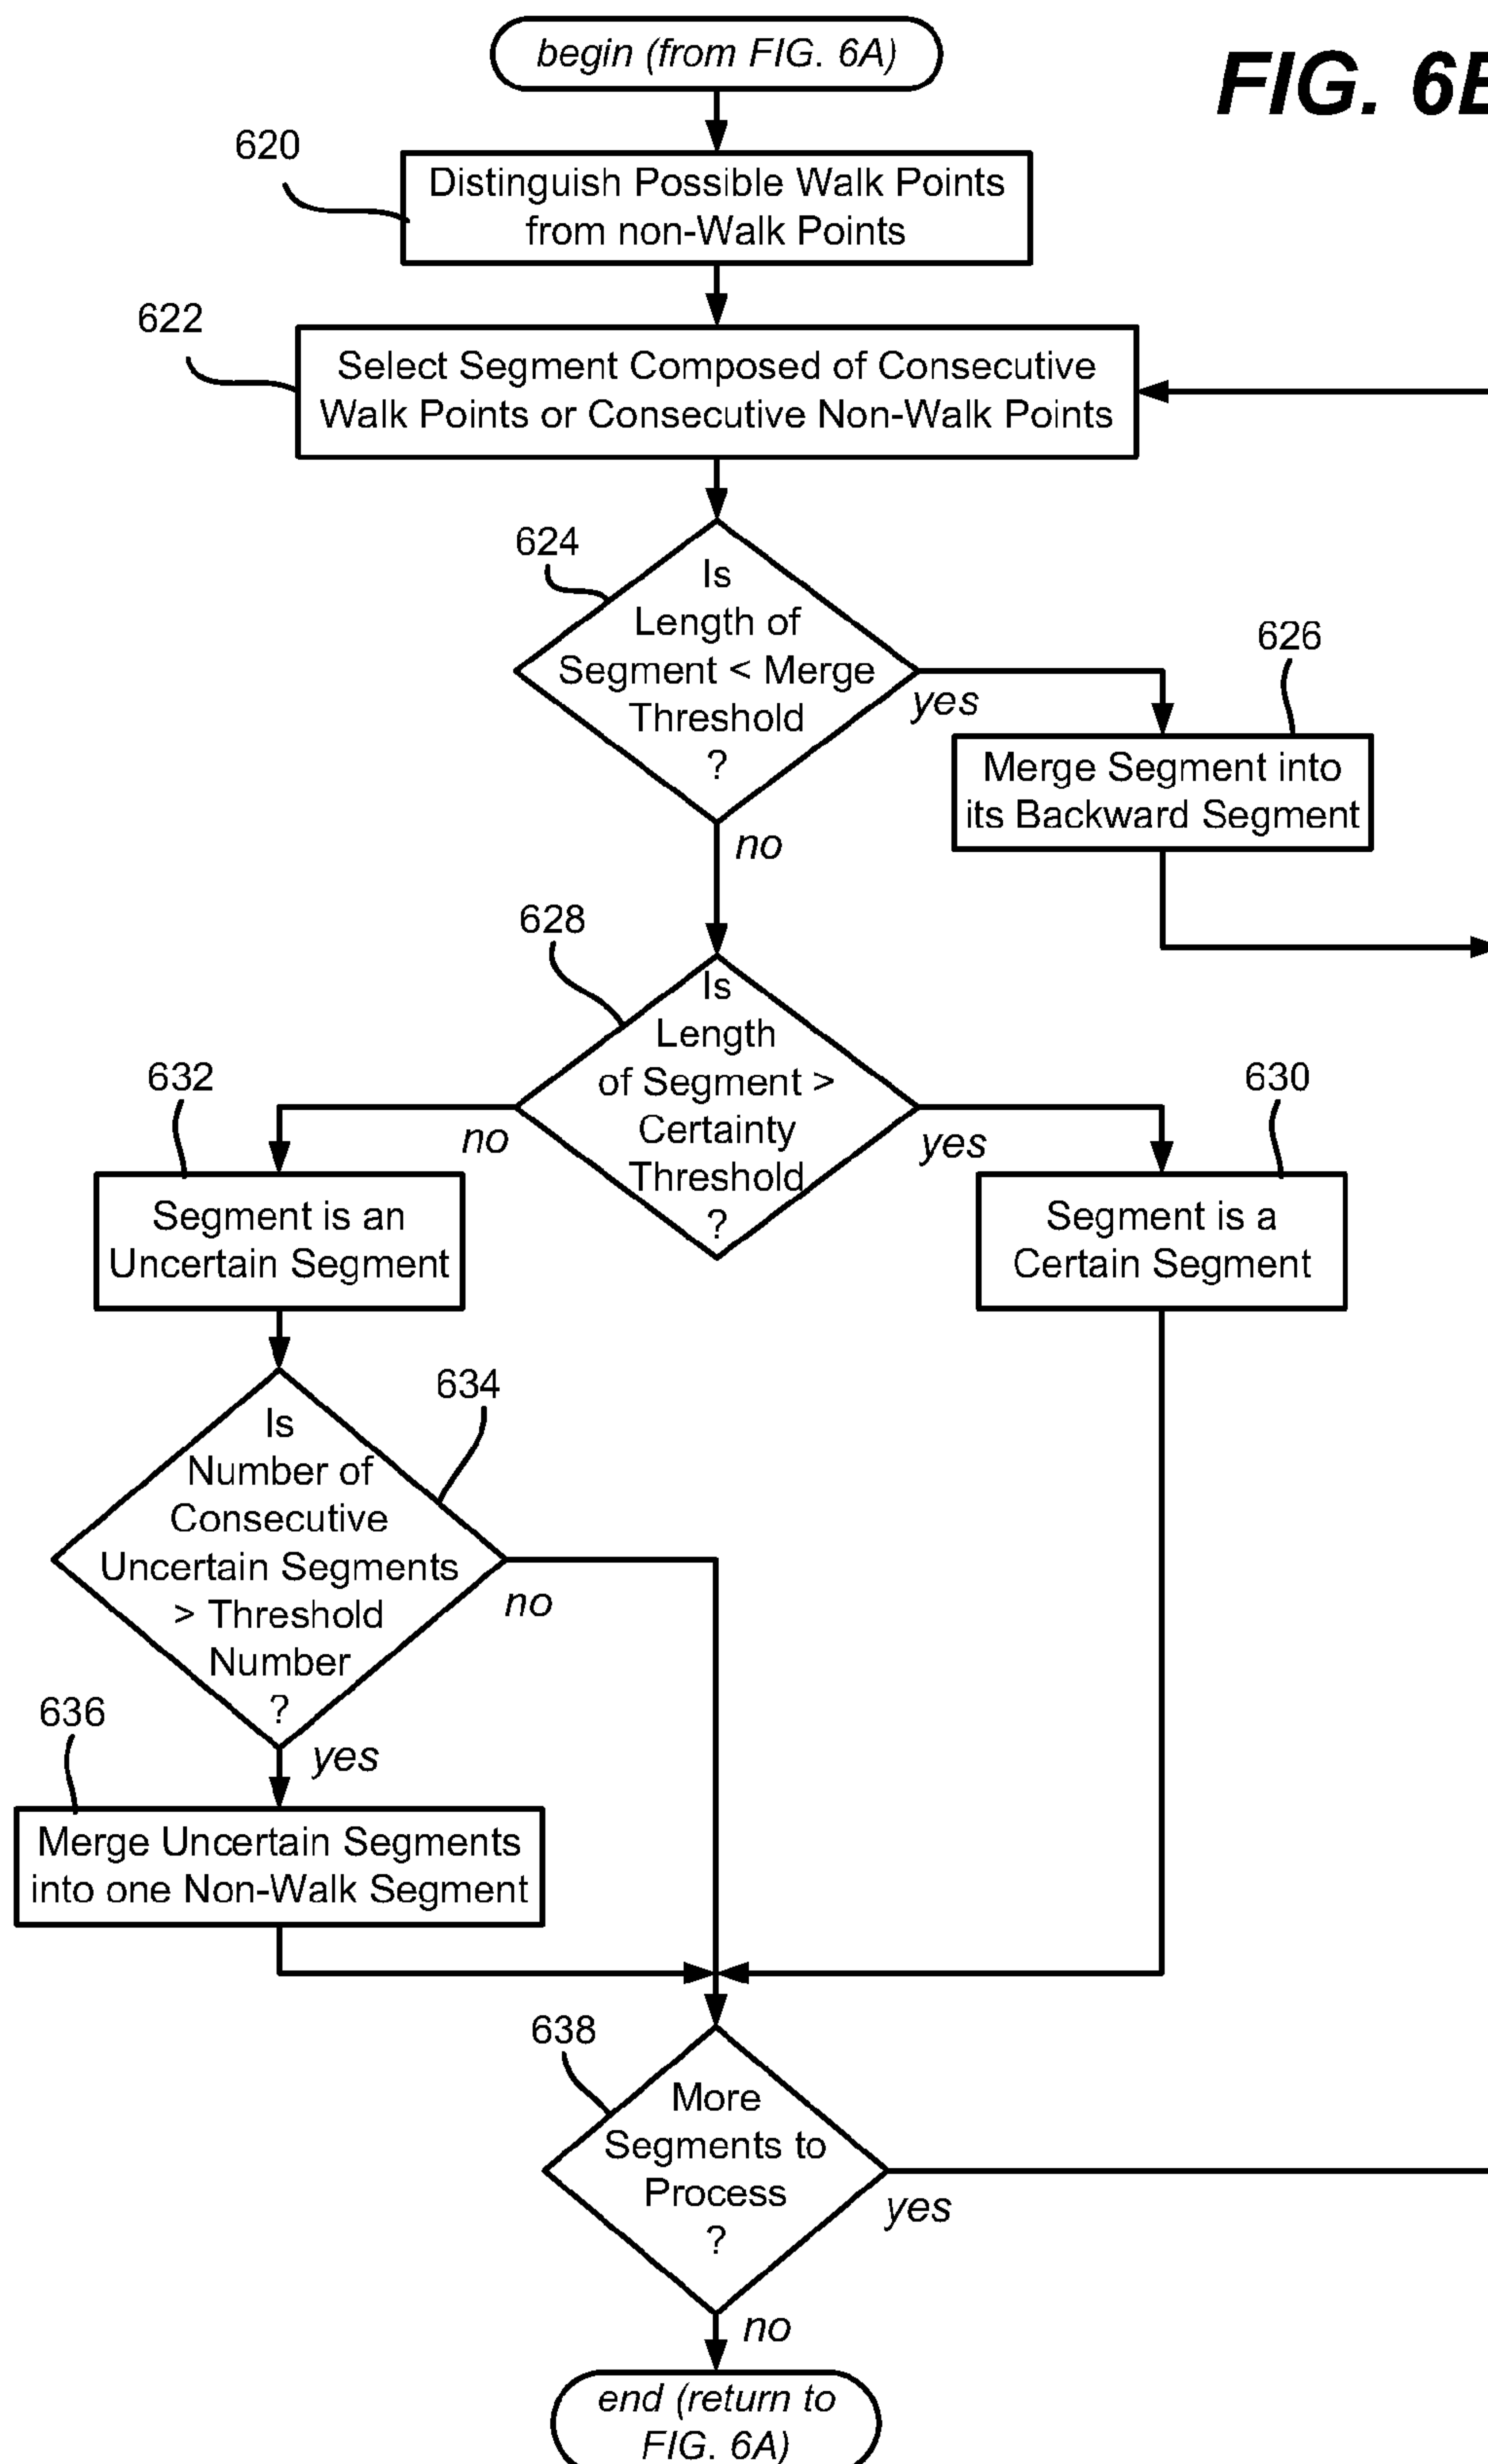 begin (from FIG. 6A)
FIG. 6B
620
Distinguish Possible Walk Points
from non-Walk Points
622
Select Segment Composed of Consecutive
Walk Points or Consecutive Non-Walk Points
624
Is
Length of
Segment < Merge
Threshold
?
yes
no
626
Merge Segment into
its Backward Segment
628
Is
Length
of Segment >
Certainty
Threshold
?
no
yes
632
Segment is an
Uncertain Segment
630
Segment is a
Certain Segment
634
Is
Number of
Consecutive
Uncertain Segments
> Threshold
Number
?
no
yes
636
Merge Uncertain Segments
into one Non-Walk Segment
638
More
Segments to
Process
?
yes
no
end (return to
FIG. 6A)